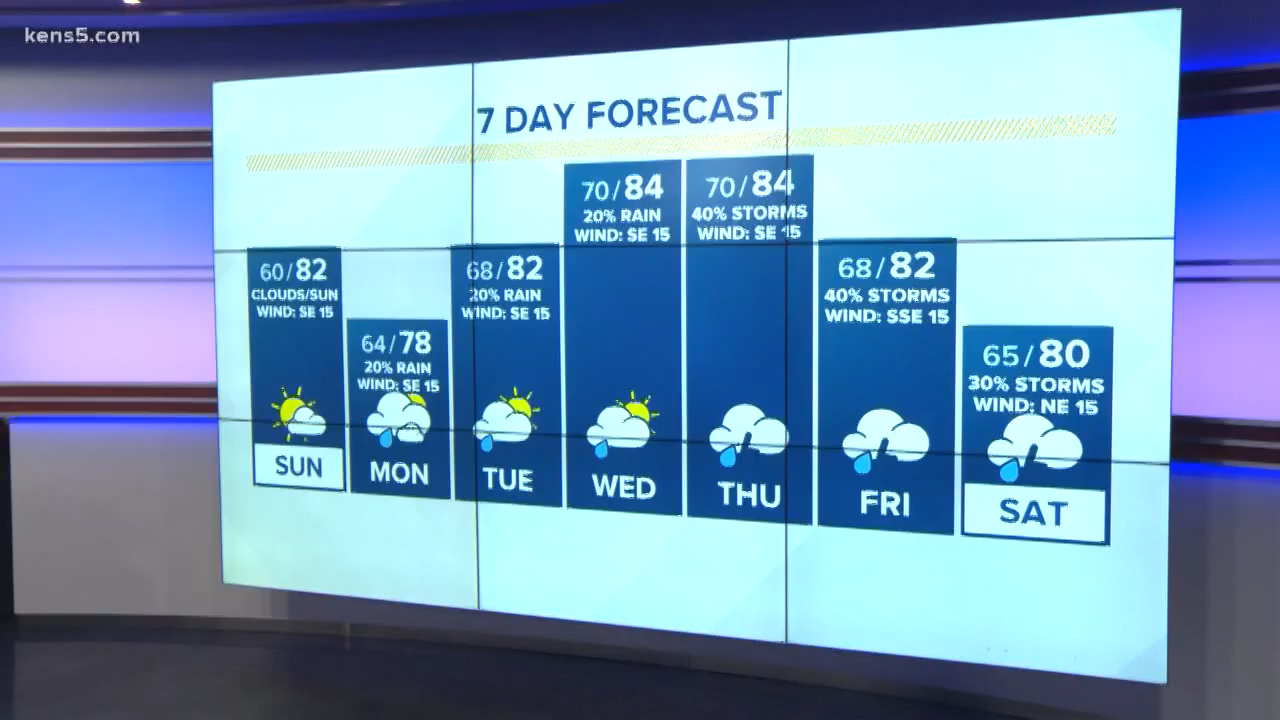 kens5.com
7 DAY FORECAST
60/82
CLOUDS/SUN
WIND: SE 15
SUN
64/78
20% RAIN
WIND: SE 15
MON
68/82
20% RAIN
WIND: SE 15
TUE
70/84
20% RAIN
WIND: SE 15
WED
70/84
40% STORMS
WIND: SE 15
THU
68/82
40% STORMS
WIND: SSE 15
FRI
65/80
30% STORMS
WIND: NE 15
SAT